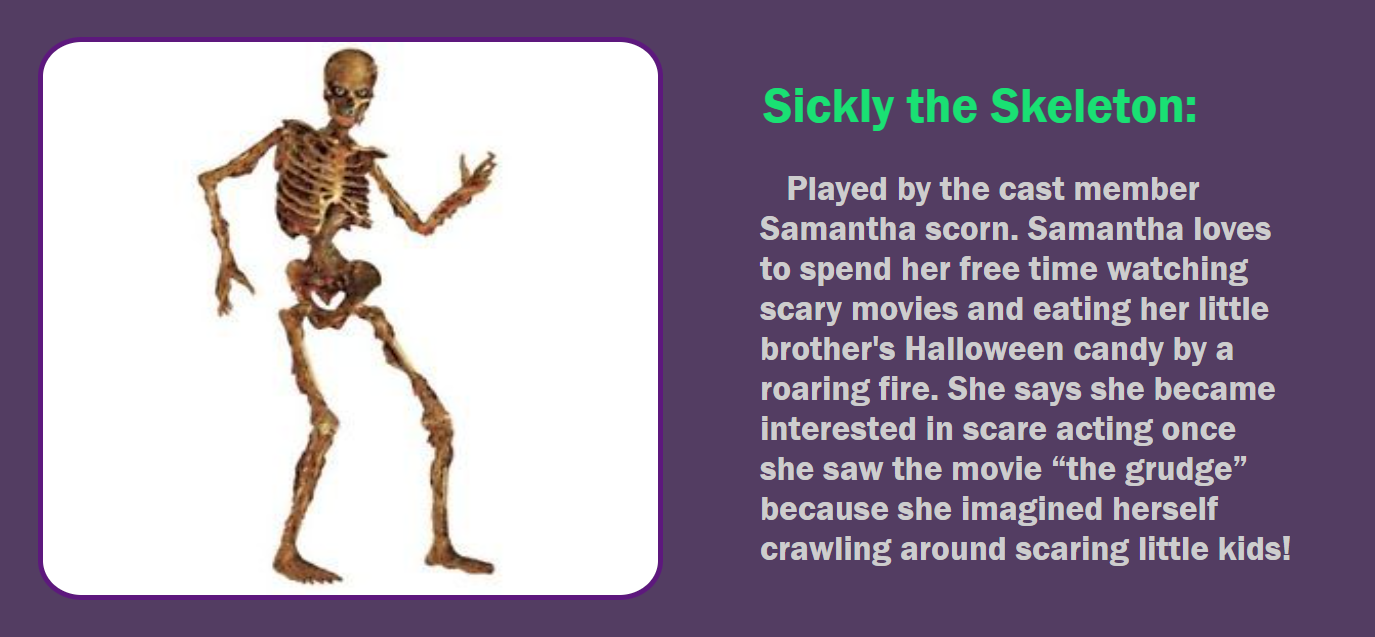 Sickly the Skeleton:
Played by the cast member
Samantha scorn. Samantha loves
to spend her free time watching
scary movies and eating her little
brother's Halloween candy by a
roaring fire. She says she became
interested in scare acting once
she saw the movie “the grudge”
because she imagined herself
crawling around scaring little kids!